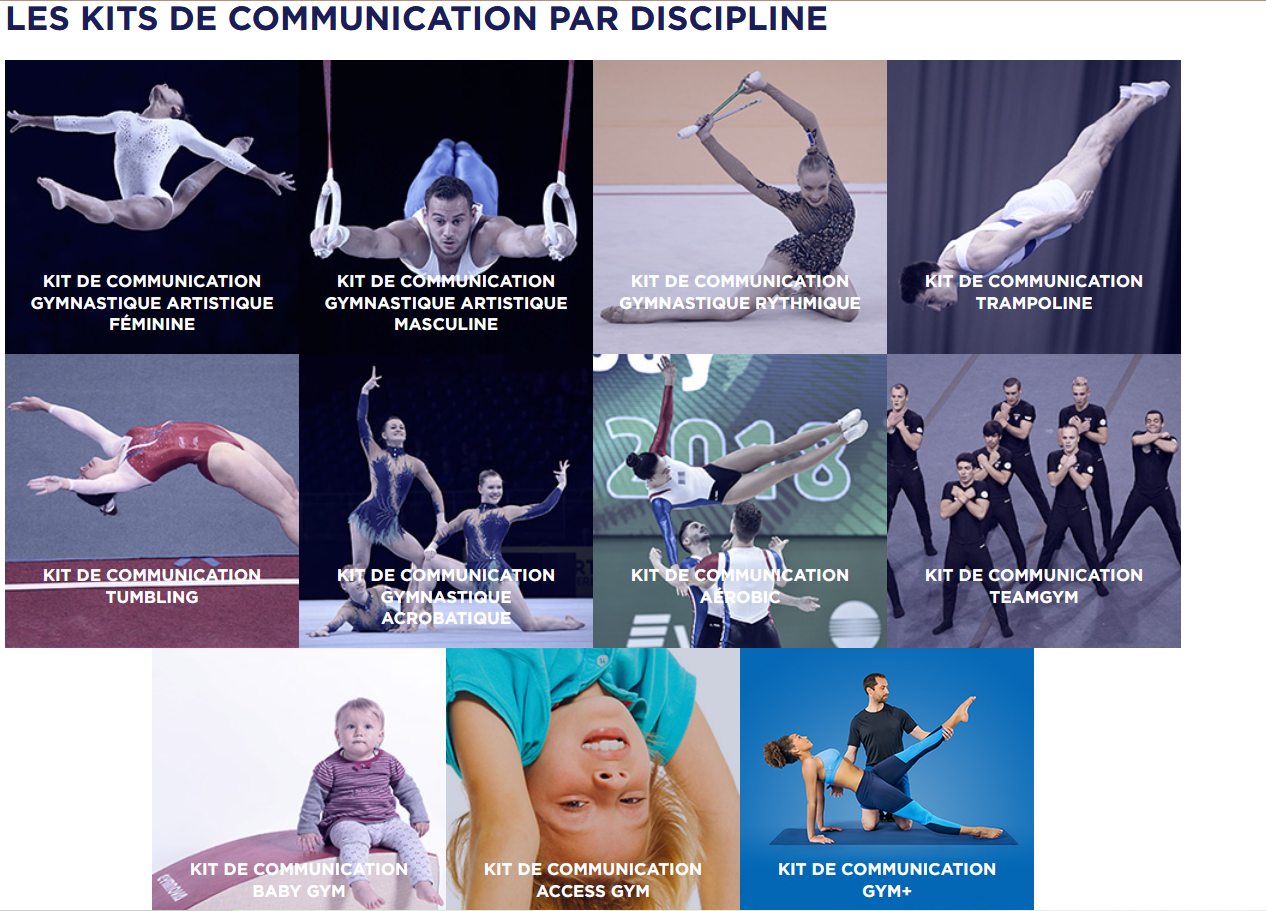 LES KITS DE COMMUNICATION PAR DISCIPLINE
KIT DE COMMUNICATION
GYMNASTIQUE ARTISTIQUE
FÉMININE
KIT DE COMMUNICATION
GYMNASTIQUE ARTISTIQUE
MASCULINE
KIT DE COMMUNICATION
GYMNASTIQUE RYTHMIQUE
KIT DE COMMUNICATION
TRAMPOLINE
2018
KIT DE COMMUNICATION
TUMBLING
KIT DE COMMUNICATION
GYMNASTIQUE
ACROBATIQUE
KIT DE COMMUNICATION
AÉROBIC
KIT DE COMMUNICATION
TEAMGYM
GYMNOVA
KIT DE COMMUNICATION
BABY GYM
KIT DE COMMUNICATION
ACCESS GYM
KIT DE COMMUNICATION
GYM+